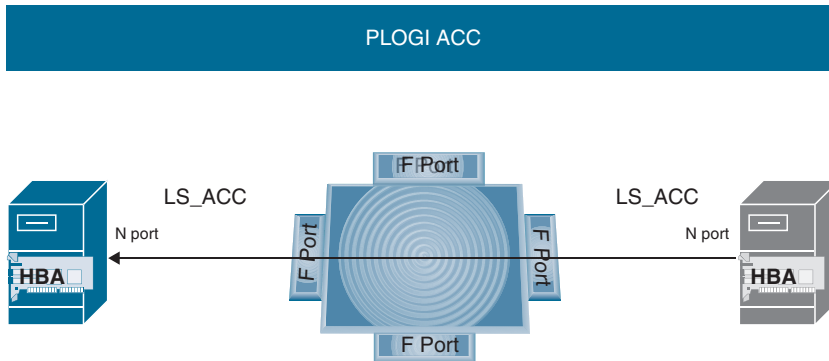 PLOGI ACC
F Port
LS_ACC
LS_ACC
N port
N port
F Port
F Port
HBA
HBA
F Port